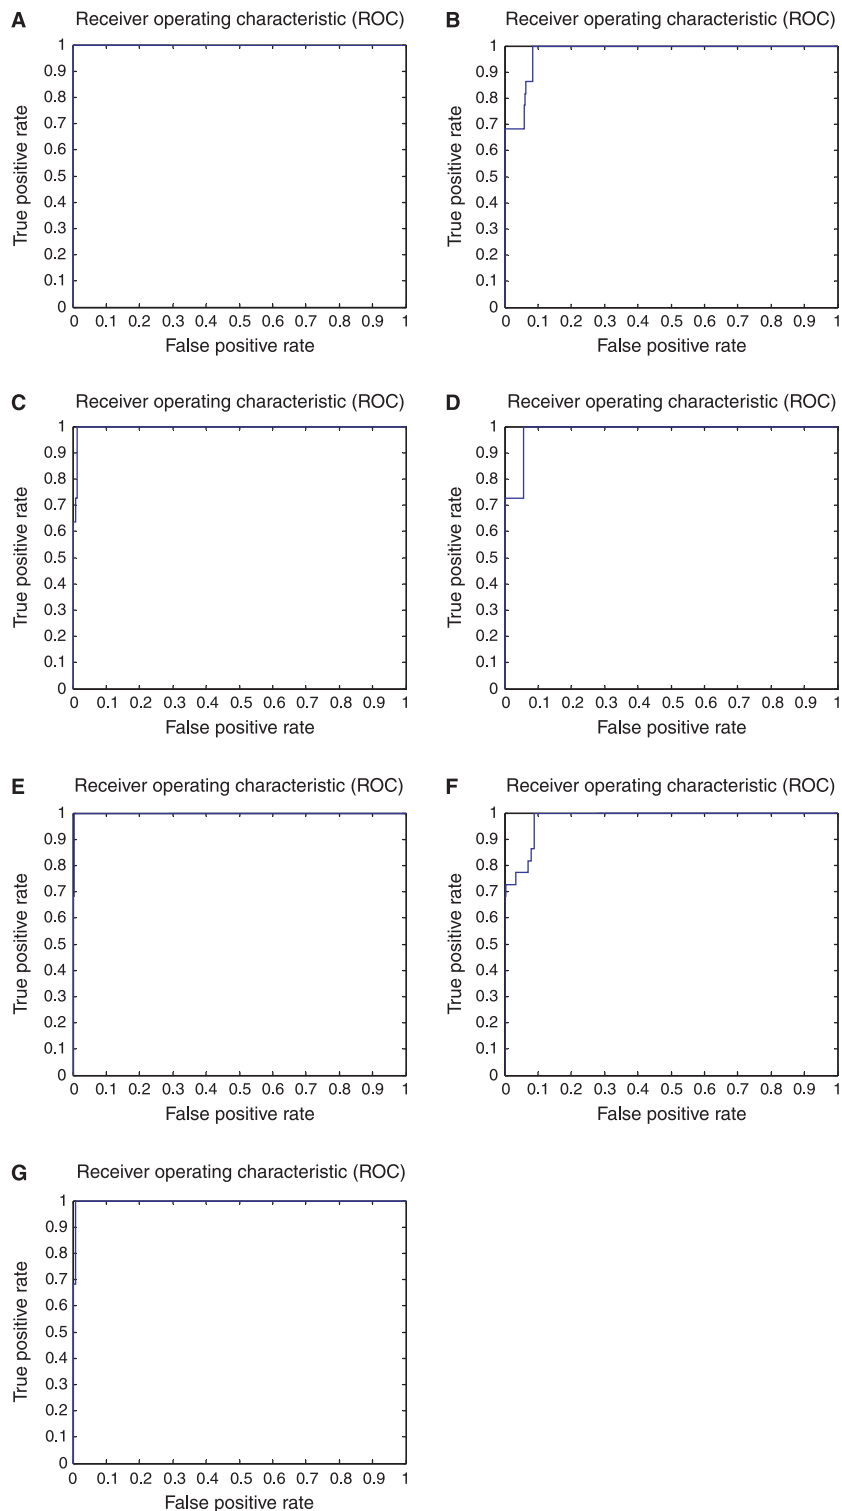 A Receiver operating characteristic (ROC)
1
0.9
0.8
0.7
0.6
0.5
0.4
0.3
0.2
0.1
0
True positive rate
0 0.1 0.2 0.3 0.4 0.5 0.6 0.7 0.8 0.9 1
False positive rate
B Receiver operating characteristic (ROC)
1
0.9
0.8
0.7
0.6
0.5
0.4
0.3
0.2
0.1
0
True positive rate
0 0.1 0.2 0.3 0.4 0.5 0.6 0.7 0.8 0.9 1
False positive rate
C Receiver operating characteristic (ROC)
1
0.9
0.8
0.7
0.6
0.5
0.4
0.3
0.2
0.1
0
True positive rate
0 0.1 0.2 0.3 0.4 0.5 0.6 0.7 0.8 0.9 1
False positive rate
D Receiver operating characteristic (ROC)
1
0.9
0.8
0.7
0.6
0.5
0.4
0.3
0.2
0.1
0
True positive rate
0 0.1 0.2 0.3 0.4 0.5 0.6 0.7 0.8 0.9 1
False positive rate
E Receiver operating characteristic (ROC)
1
0.9
0.8
0.7
0.6
0.5
0.4
0.3
0.2
0.1
0
True positive rate
0 0.1 0.2 0.3 0.4 0.5 0.6 0.7 0.8 0.9 1
False positive rate
F Receiver operating characteristic (ROC)
1
0.9
0.8
0.7
0.6
0.5
0.4
0.3
0.2
0.1
0
True positive rate
0 0.1 0.2 0.3 0.4 0.5 0.6 0.7 0.8 0.9 1
False positive rate
G Receiver operating characteristic (ROC)
1
0.9
0.8
0.7
0.6
0.5
0.4
0.3
0.2
0.1
0
True positive rate
0 0.1 0.2 0.3 0.4 0.5 0.6 0.7 0.8 0.9 1
False positive rate